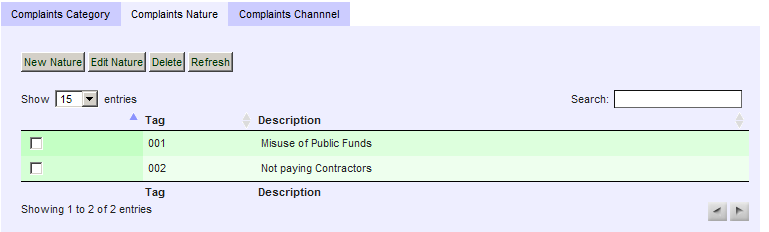 Complaints Category Complaints Nature Complaints Channnel
New Nature Edit Nature Delete Refresh
Show 15 entries Search:
Tag Description
001 Misuse of Public Funds
002 Not paying Contractors
Tag Description
Showing 1 to 2 of 2 entries